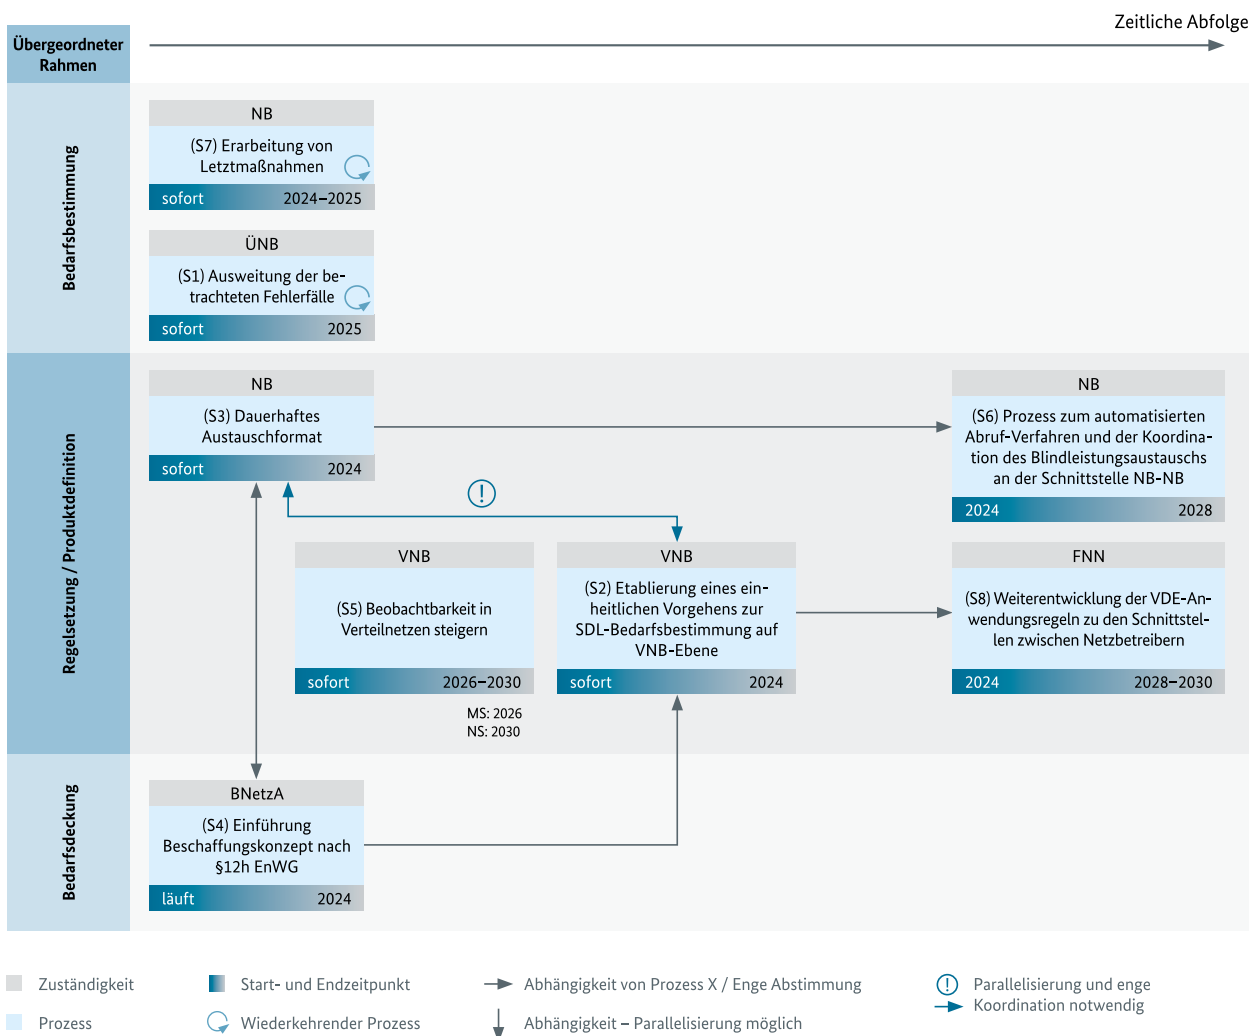 Zeitliche Abfolge
Übergeordneter
Rahmen
Bedarfsbestimmung
NB
(S7) Erarbeitung von
Letztmaßnahmen
sofort 2024–2025
ÜNB
(S1) Ausweitung der be-
trachteten Fehlerfälle
sofort 2025
Regelsetzung / Produktdefinition
NB
(S3) Dauerhaftes
Austauschformat
sofort 2024
NB
(S6) Prozess zum automatisierten
Abruf-Verfahren und der Koordina-
tion des Blindleistungsaustauschs
an der Schnittstelle NB-NB
2024 2028
VNB
(S5) Beobachtbarkeit in
Verteilnetzen steigern
sofort 2026–2030
MS: 2026
NS: 2030
VNB
(S2) Etablierung eines ein-
heitlichen Vorgehens zur
SDL-Bedarfsbestimmung auf
VNB-Ebene
sofort 2024
FNN
(S8) Weiterentwicklung der VDE-An-
wendungsregeln zu den Schnittstel-
len zwischen Netzbetreibern
2024 2028–2030
Bedarfsdeckung
BNetzA
(S4) Einführung
Beschaffungskonzept nach
§12h EnWG
läuft 2024
Zuständigkeit
Prozess
Start- und Endzeitpunkt
Wiederkehrender Prozess
Abhängigkeit von Prozess X / Enge Abstimmung
Abhängigkeit – Parallelisierung möglich
Parallelisierung und enge
Koordination notwendig